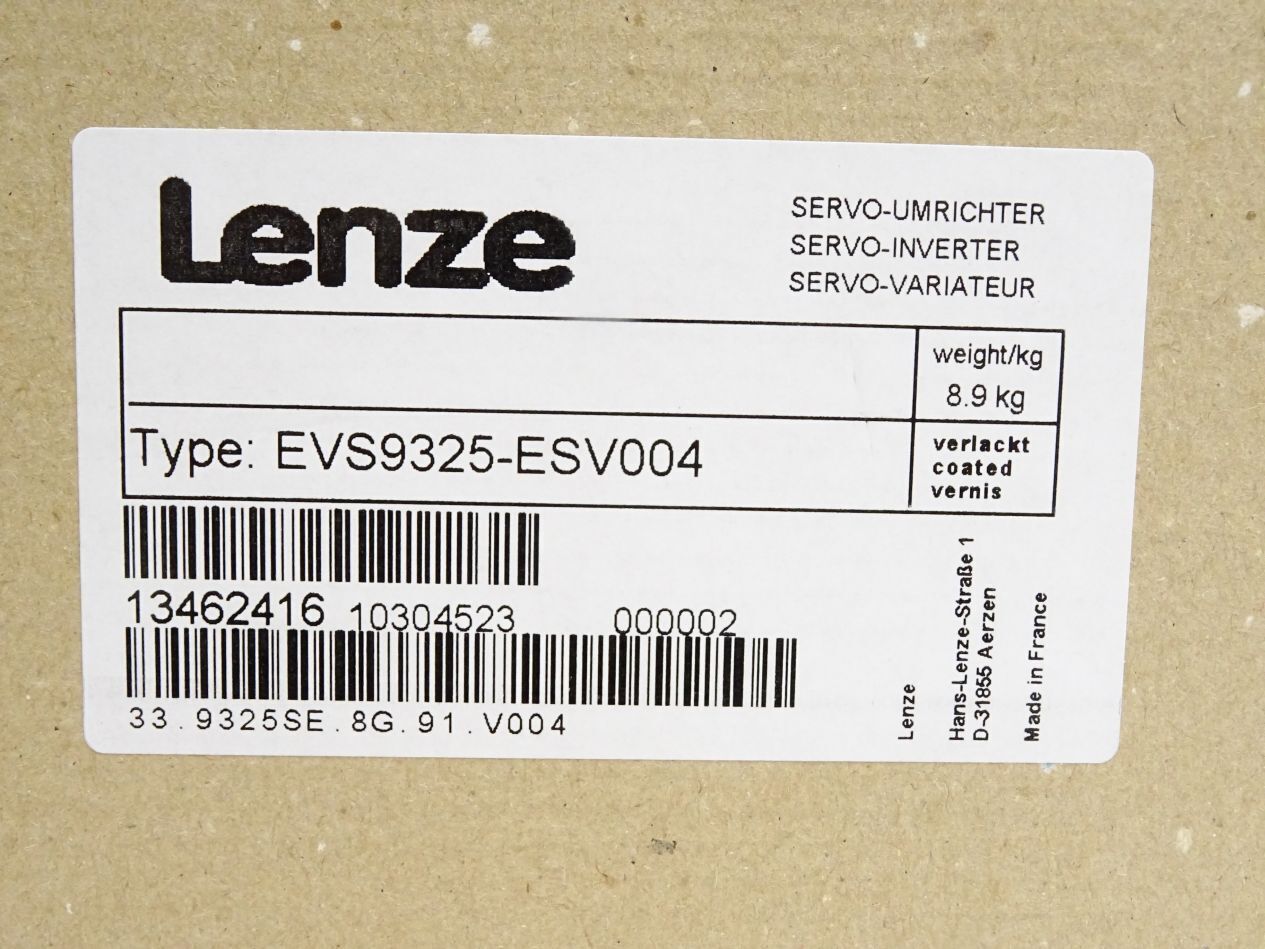 Lenze
SERVO-UMRICHTER
SERVO-INVERTER
SERVO-VARIATEUR
weight/kg
8.9 kg
Type: EVS9325-ESV004
verlackt
coated
vernis
13462416 10304523 000002
33.9325SE.8G.91.V004
Lenze
Hans-Lenze-Straße 1
D-31855 Aerzen
Made in France